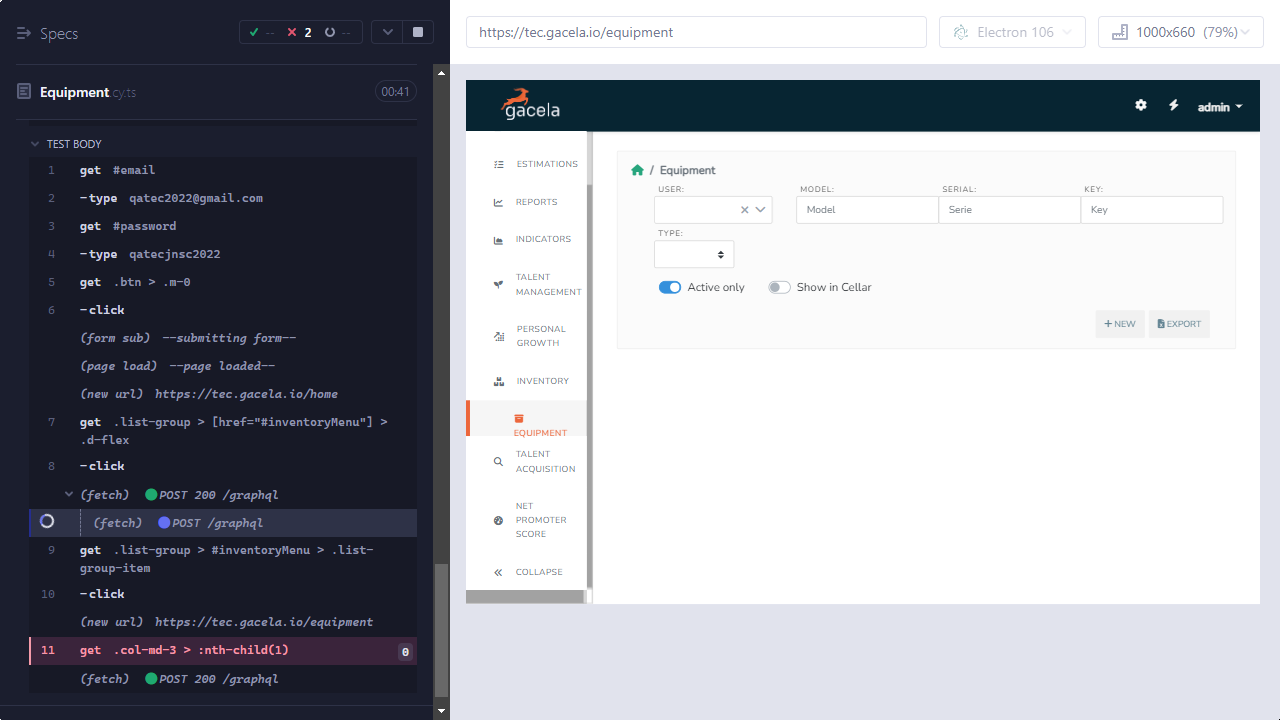 Specs
--
2
--
https://tec.gacela.io/equipment
Electron 106
1000x660 (79%)
Equipment cy.ts
00:41
TEST BODY
1 get #email
2 -type qatec2022@gmail.com
3 get #password
4 -type qatecjnsc2022
5 get .btn > .m-0
6 -click
(form sub) --submitting form--
(page load) --page loaded--
(new url) https://tec.gacela.io/home
7 get .list-group > [href="#inventoryMenu"] >
.d-flex
8 -click
(fetch) POST 200 /graphql
(fetch) POST /graphql
9 get .list-group > #inventoryMenu > .list-
group-item
10 -click
(new url) https://tec.gacela.io/equipment
11 get .col-md-3 > :nth-child(1) 0
(fetch) POST 200 /graphql
gacela
admin
ESTIMATIONS
REPORTS
INDICATORS
TALENT
MANAGEMENT
PERSONAL
GROWTH
INVENTORY
EQUIPMENT
TALENT
ACQUISITION
NET
PROMOTER
SCORE
COLLAPSE
/ Equipment
USER: MODEL: SERIAL: KEY:
Model Serie Key
TYPE:
Active only Show in Cellar
NEW EXPORT